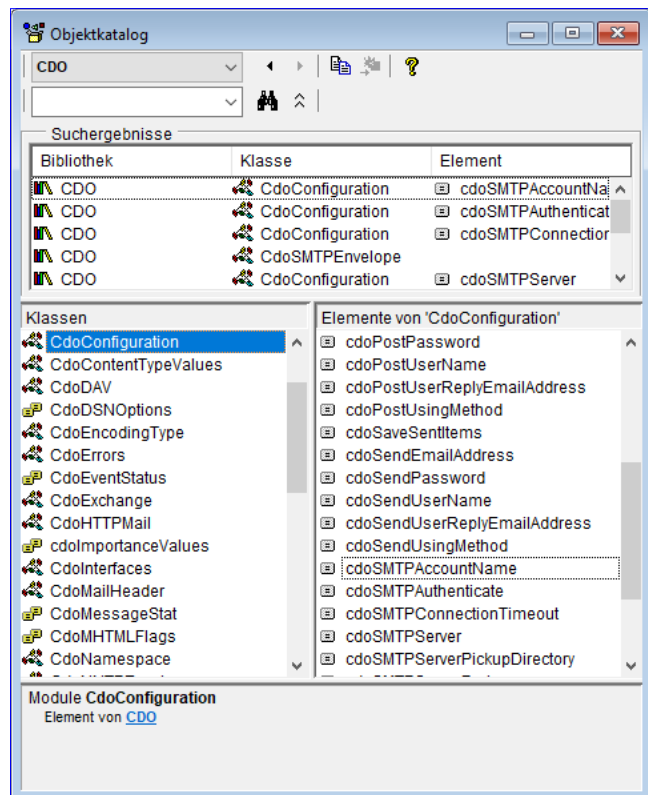 Objektkatalog
CDO
Suchergebnisse
Bibliothek Klasse Element
CDO CdoConfiguration cdoSMTPAccountNa
CDO CdoConfiguration cdoSMTPAuthenticat
CDO CdoConfiguration cdoSMTPConnection
CDO CdoSMTPEnvelope
CDO CdoConfiguration cdoSMTPServer
Klassen
CdoConfiguration
CdoContentTypeValues
CdoDAV
CdoDSNOptions
CdoEncodingType
CdoErrors
CdoEventStatus
CdoExchange
CdoHTTPMail
cdoImportanceValues
CdoInterfaces
CdoMailHeader
CdoMessageStat
CdoMHTMLFlags
CdoNamespace
Elemente von 'CdoConfiguration'
cdoPostPassword
cdoPostUserName
cdoPostUserReplyEmailAddress
cdoPostUsingMethod
cdoSaveSentItems
cdoSendEmailAddress
cdoSendPassword
cdoSendUserName
cdoSendUserReplyEmailAddress
cdoSendUsingMethod
cdoSMTPAccountName
cdoSMTPAuthenticate
cdoSMTPConnectionTimeout
cdoSMTPServer
cdoSMTPServerPickupDirectory
Module CdoConfiguration
Element von CDO